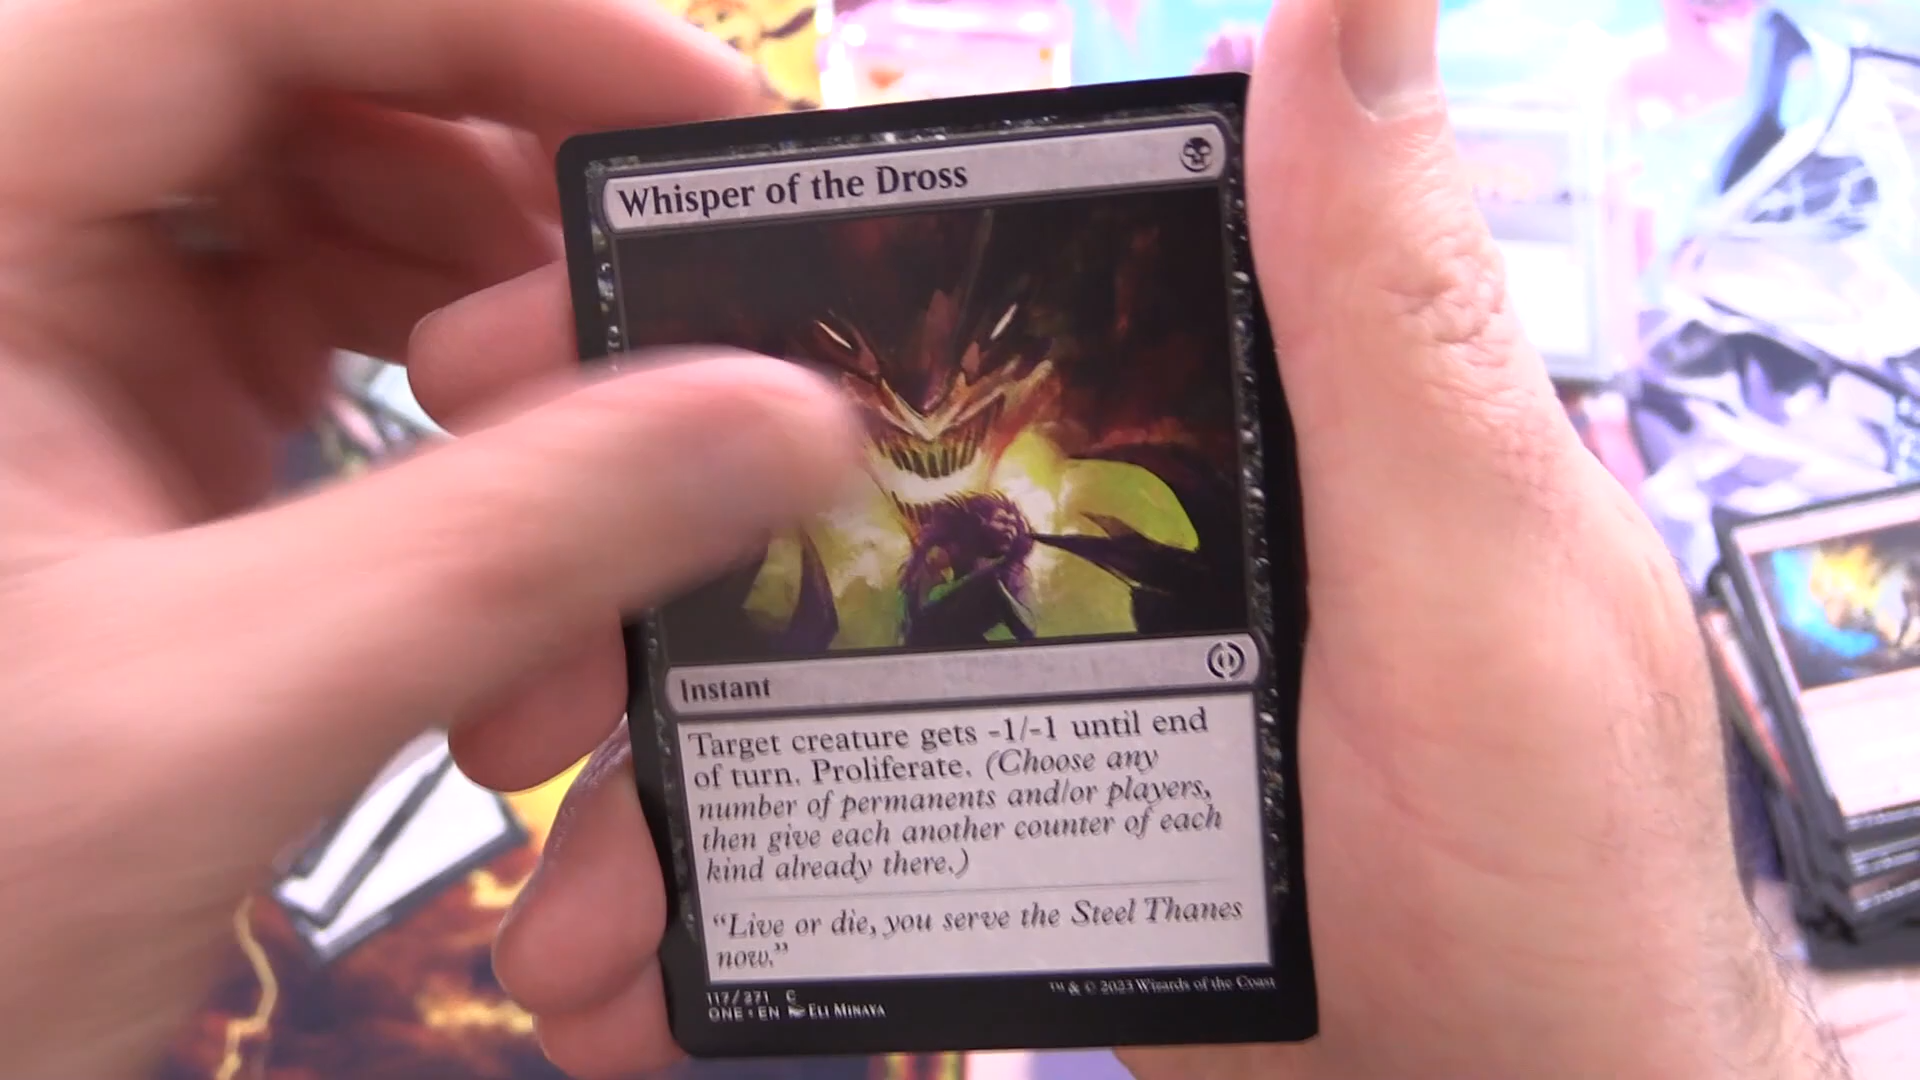 Whisper of the Dross
Instant
Target creature gets -1/-1 until end
of turn. Proliferate. (Choose any
number of permanents and/or players,
then give each another counter of each
kind already there.)
“Live or die, you serve the Steel Thanes
now.”
117/271 C
ONE • EN Eli Minaya
™ & © 2023 Wizards of the Coast